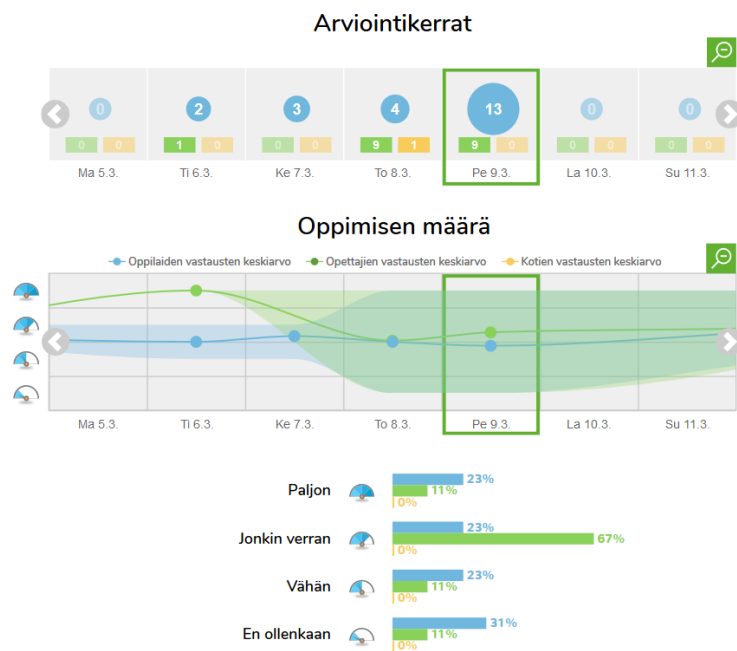 Arviointikerrat
0 2 3 4 13 0 0
0 0 1 0 0 0 9 1 9 0 0 0 0 0
Ma 5.3. Ti 6.3. Ke 7.3. To 8.3. Pe 9.3. La 10.3. Su 11.3.
Oppimisen määrä
Oppilaiden vastausten keskiarvo Opettajien vastausten keskiarvo Kotien vastausten keskiarvo
Ma 5.3. Ti 6.3. Ke 7.3. To 8.3. Pe 9.3. La 10.3. Su 11.3.
23%
Paljon 11%
0%
23%
Jonkin verran 67%
0%
23%
Vähän 11%
0%
31%
En ollenkaan 11%
0%